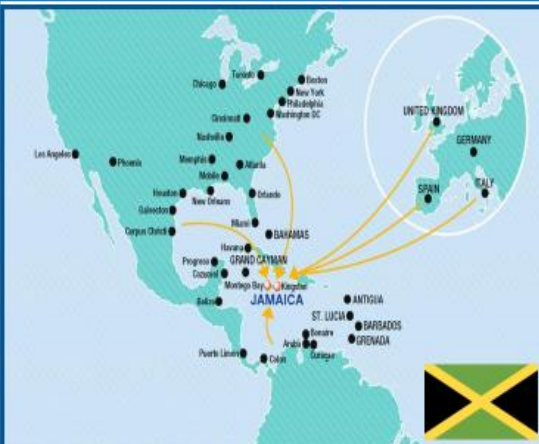 Toronto
Boston
Chicago
New York
Philadelphia
Washington DC
Cincinnati
Nashville
Los Angeles
Phoenix
Memphis
Atlanta
Mobile
Houston
New Orleans
Orlando
Galveston
Corpus Christi
Miami
BAHAMAS
Havana
GRAND CAYMAN
Progreso
Cozumel
Montego Bay
Kingston
JAMAICA
Belize
ANTIGUA
ST. LUCIA
BARBADOS
GRENADA
Bonaire
Aruba
Curaçao
Puerto Limon
Colon
UNITED KINGDOM
GERMANY
SPAIN
ITALY